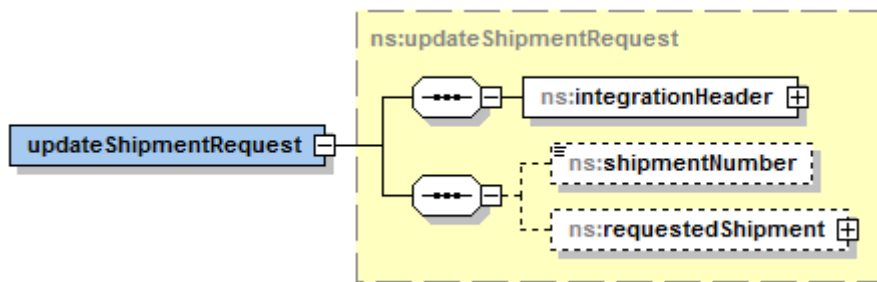 ns:updateShipmentRequest
ns:integrationHeader
updateShipmentRequest
ns:shipmentNumber
ns:requestedShipment